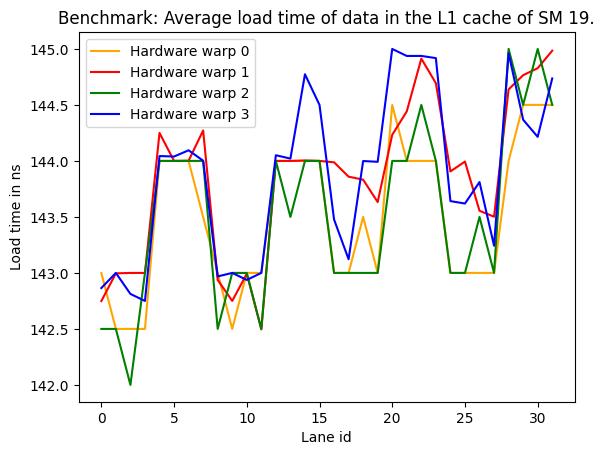 Benchmark: Average load time of data in the L1 cache of SM 19.
Hardware warp 0
Hardware warp 1
Hardware warp 2
Hardware warp 3
Load time in ns
145.0
144.5
144.0
143.5
143.0
142.5
142.0
0 5 10 15 20 25 30
Lane id